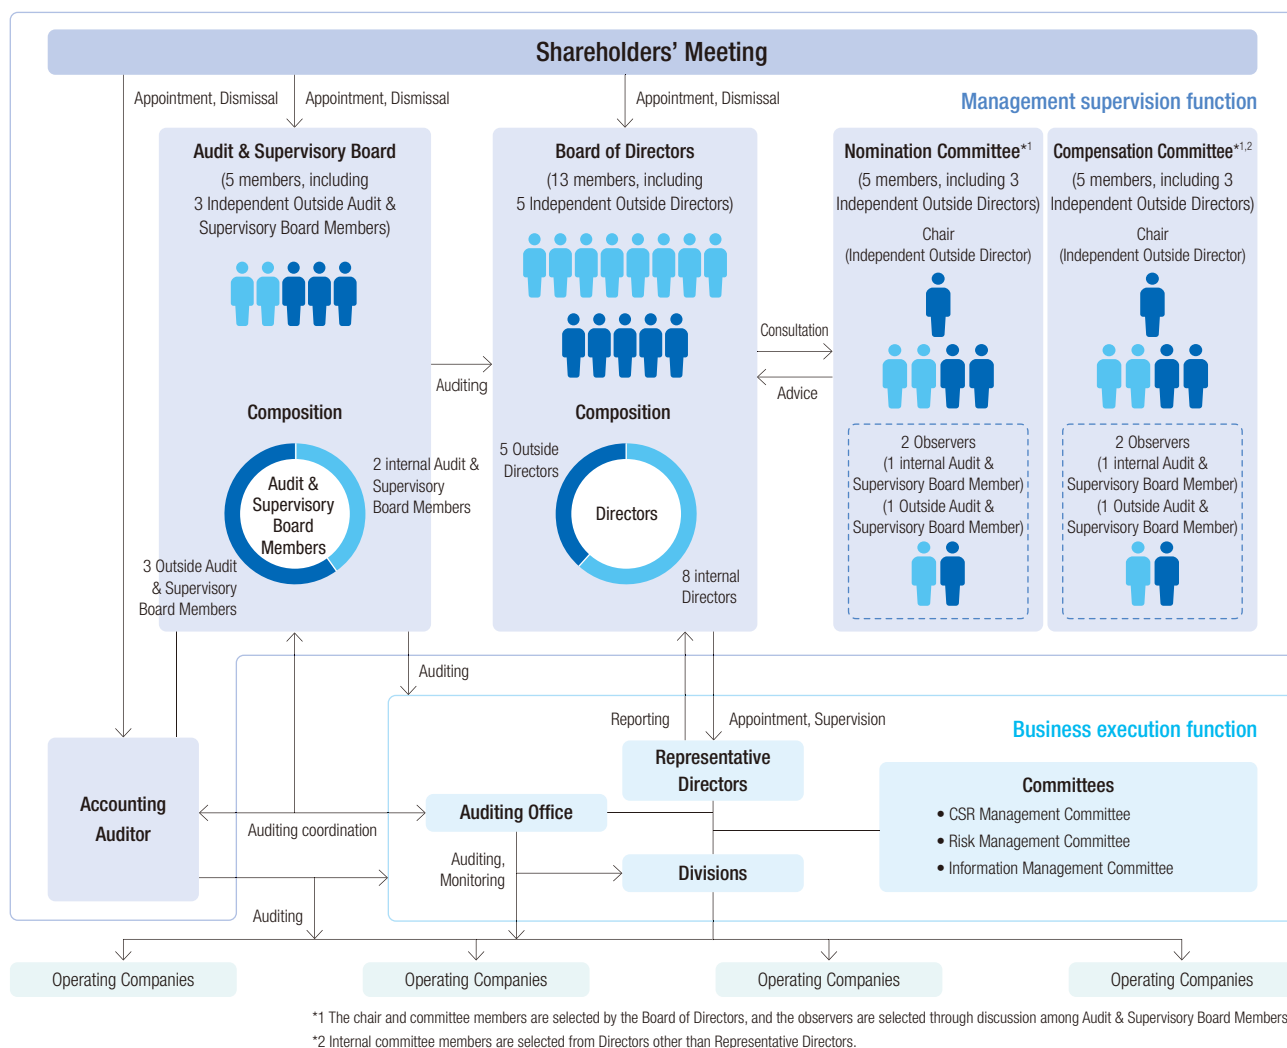 Shareholders’ Meeting
Appointment, Dismissal
Appointment, Dismissal
Appointment, Dismissal
Management supervision function
Audit & Supervisory Board
(5 members, including
3 Independent Outside Audit &
Supervisory Board Members)
Composition
Audit &
Supervisory
Board
Members
2 internal Audit &
Supervisory
Board Members
3 Outside Audit
& Supervisory
Board Members
Auditing
Board of Directors
(13 members, including
5 Independent Outside Directors)
Composition
5 Outside
Directors
Directors
8 internal
Directors
Consultation
Advice
Nomination Committee*1
(5 members, including 3
Independent Outside Directors)
Chair
(Independent Outside Director)
2 Observers
(1 internal Audit &
Supervisory Board Member)
(1 Outside Audit &
Supervisory Board Member)
Compensation Committee*1,2
(5 members, including 3
Independent Outside Directors)
Chair
(Independent Outside Director)
2 Observers
(1 internal Audit &
Supervisory Board Member)
(1 Outside Audit &
Supervisory Board Member)
Auditing
Reporting
Appointment, Supervision
Business execution function
Representative
Directors
Accounting
Auditor
Auditing coordination
Auditing Office
Auditing,
Monitoring
Divisions
Committees
• CSR Management Committee
• Risk Management Committee
• Information Management Committee
Auditing
Operating Companies
Operating Companies
Operating Companies
Operating Companies
*1 The chair and committee members are selected by the Board of Directors, and the observers are selected through discussion among Audit & Supervisory Board Members
*2 Internal committee members are selected from Directors other than Representative Directors.